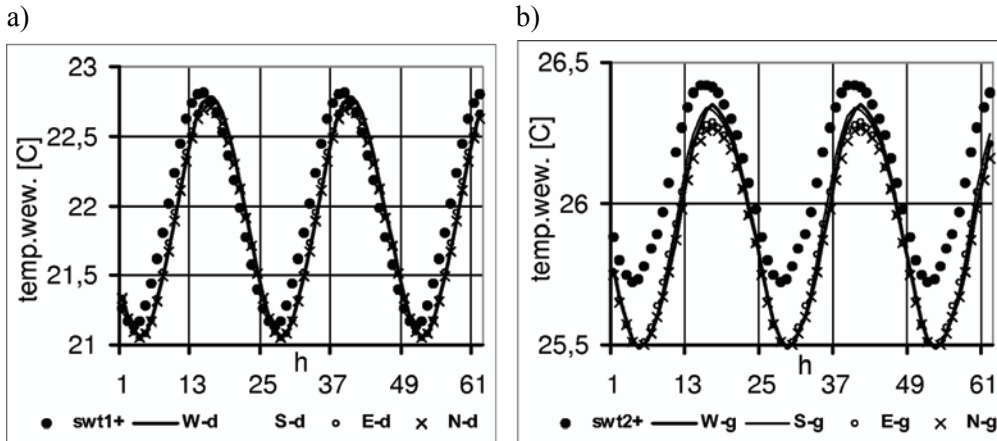 a)
23
22,5
22
21,5
21
temp.wew. [C]
1 13 25 37 49 61
h
swt1+ W-d S-d E-d N-d
b)
26,5
26
25,5
temp.wew. [C]
1 13 25 37 49 61
h
swt2+ W-g S-g E-g N-g